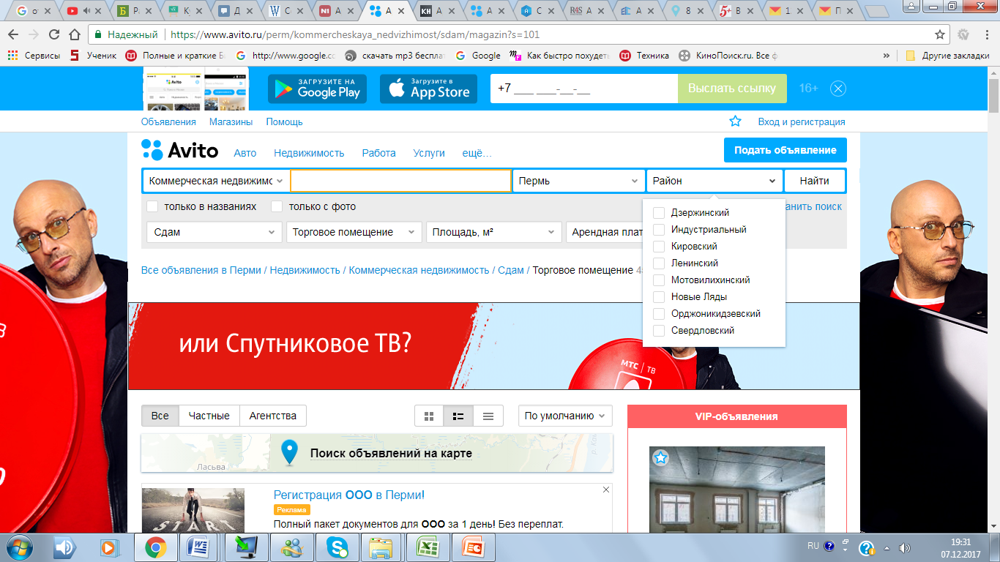 Надежный https://www.avito.ru/perm/kommercheskaya_nedvizhimost/sdam/magazin?s=101
Сервисы Ученик Полные и краткие http://www.google.cc скачать mp3 бесплат Google Как быстро похудеть Техника КиноПоиск.ru. Все ф » Другие закладки
Avito
ЗАГРУЗИТЕ НА Google Play
Загрузите в App Store
+7 ___ ___-__-__ Выслать ссылку 16+
Объявления Магазины Помощь Вход и регистрация
Avito Авто Недвижимость Работа Услуги ещё... Подать объявление
Коммерческая недвижимс Пермь Район Найти
только в названиях только с фото анить поиск
Сдам Торговое помещение Площадь, м² Арендная плат
Дзержинский
Индустриальный
Кировский
Ленинский
Мотовилихинский
Новые Ляды
Орджоникидзевский
Свердловский
Все объявления в Перми / Недвижимость / Коммерческая недвижимость / Сдам / Торговое помещение
или Спутниковое ТВ?
МТС | ТВ
Все Частные Агентства По умолчанию
VIP-объявления
Ласьва
Поиск объявлений на карте
START
Регистрация ООО в Перми!
Реклама
Полный пакет документов для ООО за 1 день! Без переплат.
RU
19:31
07.12.2017